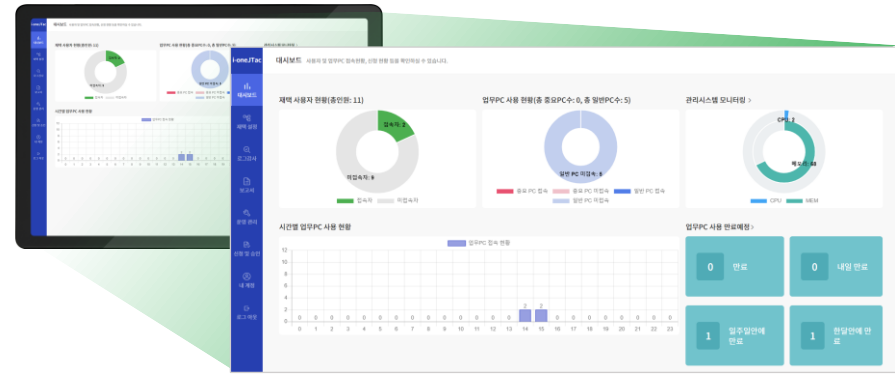 i-oneJTac
대시보드 사용자 및 업무PC 접속현황, 신청 현황 등을 확인하실 수 있습니다.
대시보드
재택 설정
로그감사
보고서
운영 관리
신청 및 승인
내 계정
로그아웃
재택 사용자 현황(총인원: 11)
접속자: 2
미접속자: 9
접속자 미접속자
업무PC 사용 현황(총 중요PC수: 0, 총 일반PC수: 5)
일반 PC 미접속: 5
중요 PC 접속 중요 PC 미접속 일반 PC 접속
일반 PC 미접속
관리시스템 모니터링 >
CPU: 2
메모리: 68
CPU MEM
시간별 업무PC 사용 현황
업무PC 접속 현황
12
10
8
6
4
2
0
0 0 0 0 0 0 0 0 0 0 0 0 0 0 2 2 0 0 0 0 0 0 0 0
0 1 2 3 4 5 6 7 8 9 10 11 12 13 14 15 16 17 18 19 20 21 22 23
업무PC 사용 만료예정 >
0 만료
0 내일 만료
1 일주일안에
만료
1 한달안에 만
료